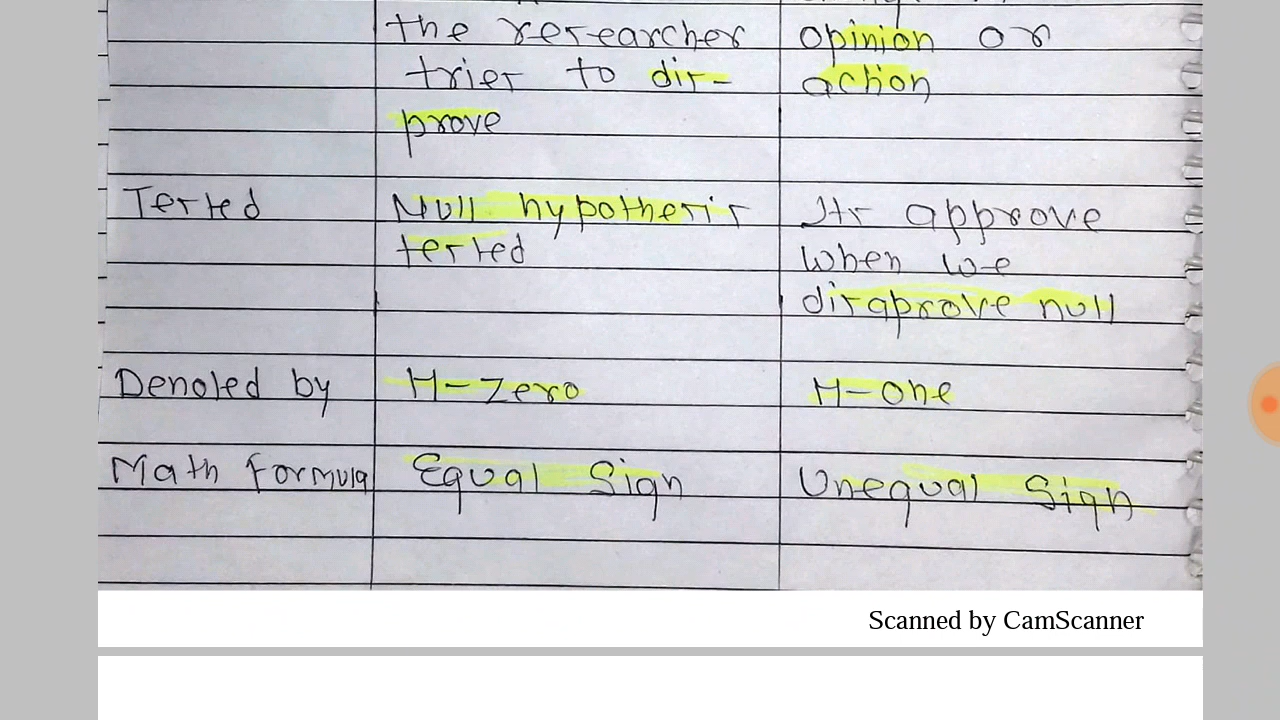 the researcher
tries to dis-
prove
opinion or
action
Tested
Null hypothesis
tested
Its approve
when we
disaprove null
Denoted by
H-Zero
H-One
Math Formula
Equal Sign
Unequal Sign
Scanned by CamScanner